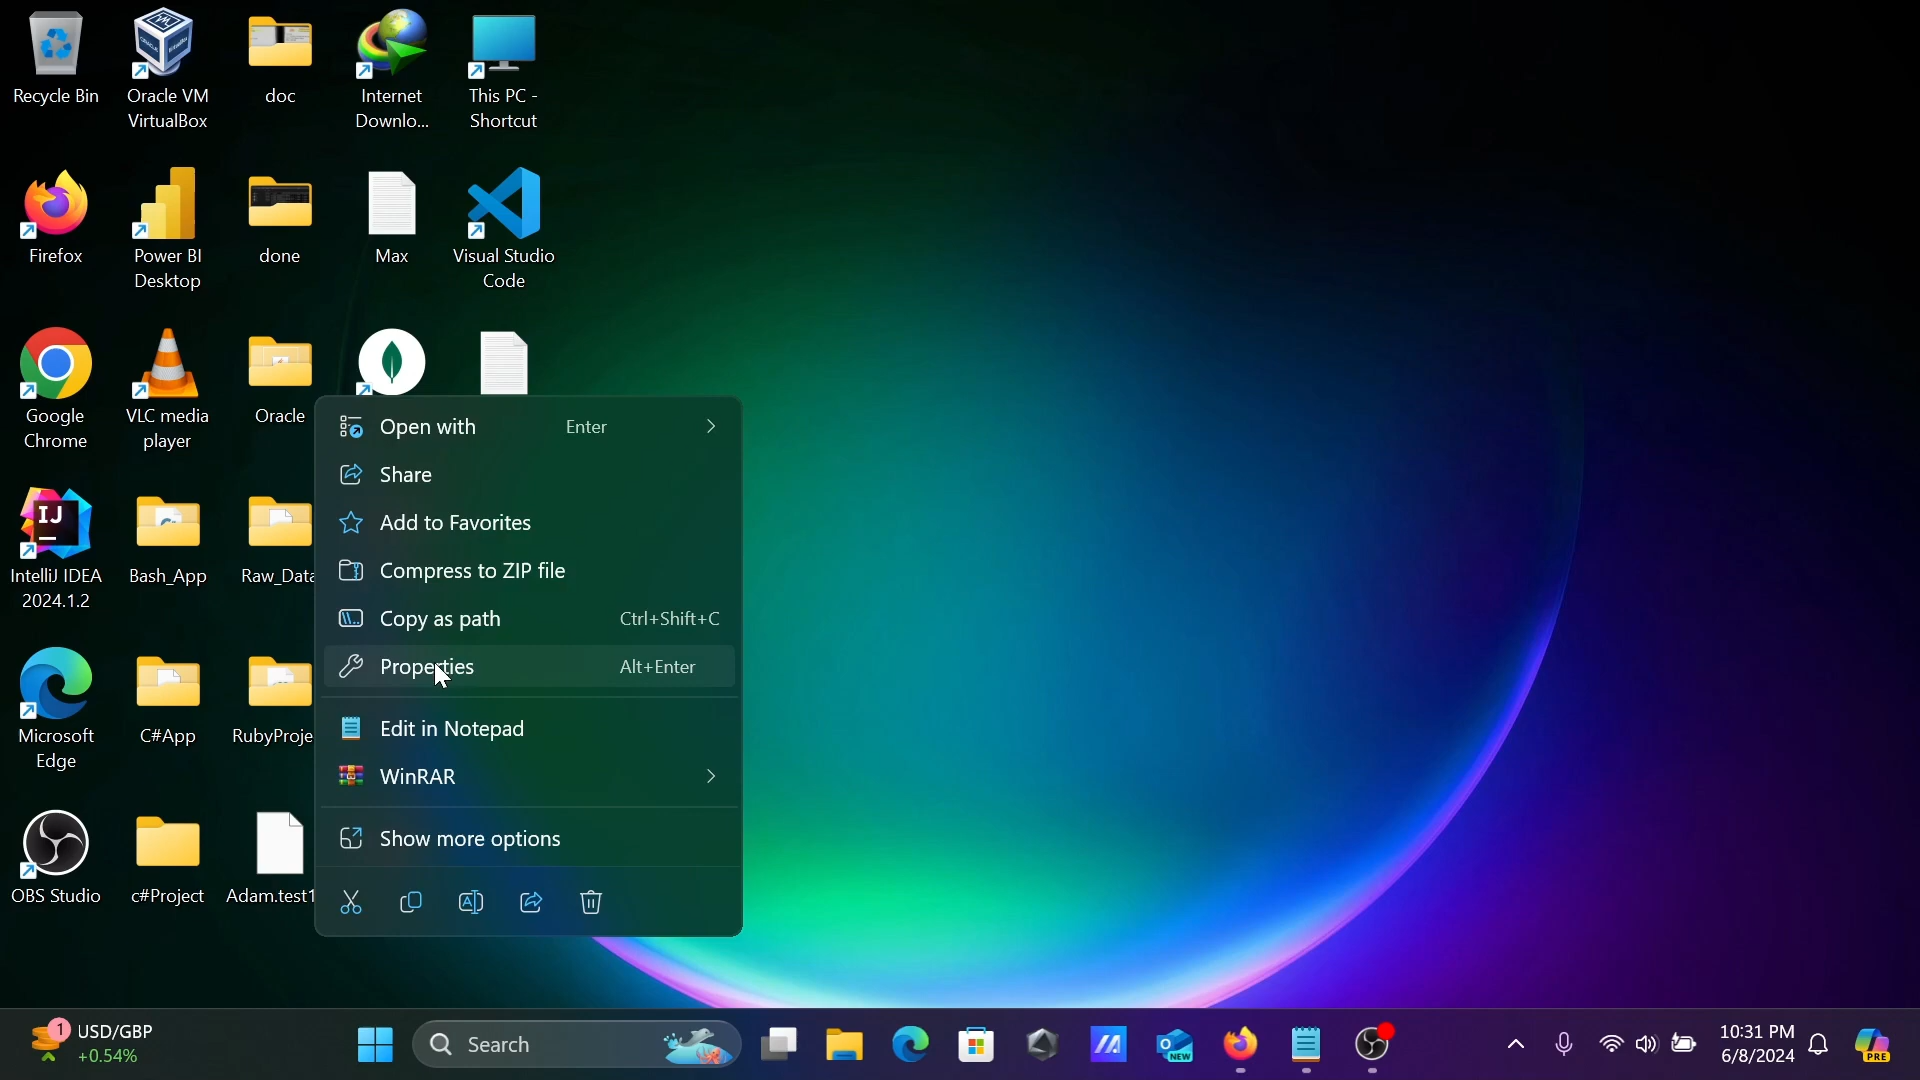 Recycle Bin
Oracle VM
VirtualBox
doc
Internet
Downlo...
This PC -
Shortcut
Firefox
Power BI
Desktop
done
Max
Visual Studio
Code
Google
Chrome
VLC media
player
Oracle
IJ
IntelliJ IDEA
2024.1.2
Bash_App
Raw_Data
Microsoft
Edge
C#App
RubyProje
OBS Studio
c#Project
Adam.test1
Open with Enter
Share
Add to Favorites
Compress to ZIP file
Copy as path Ctrl+Shift+C
Properties Alt+Enter
Edit in Notepad
WinRAR
Show more options
A
1
USD/GBP
+0.54%
Search
NEW
10:31 PM
6/8/2024
PRE